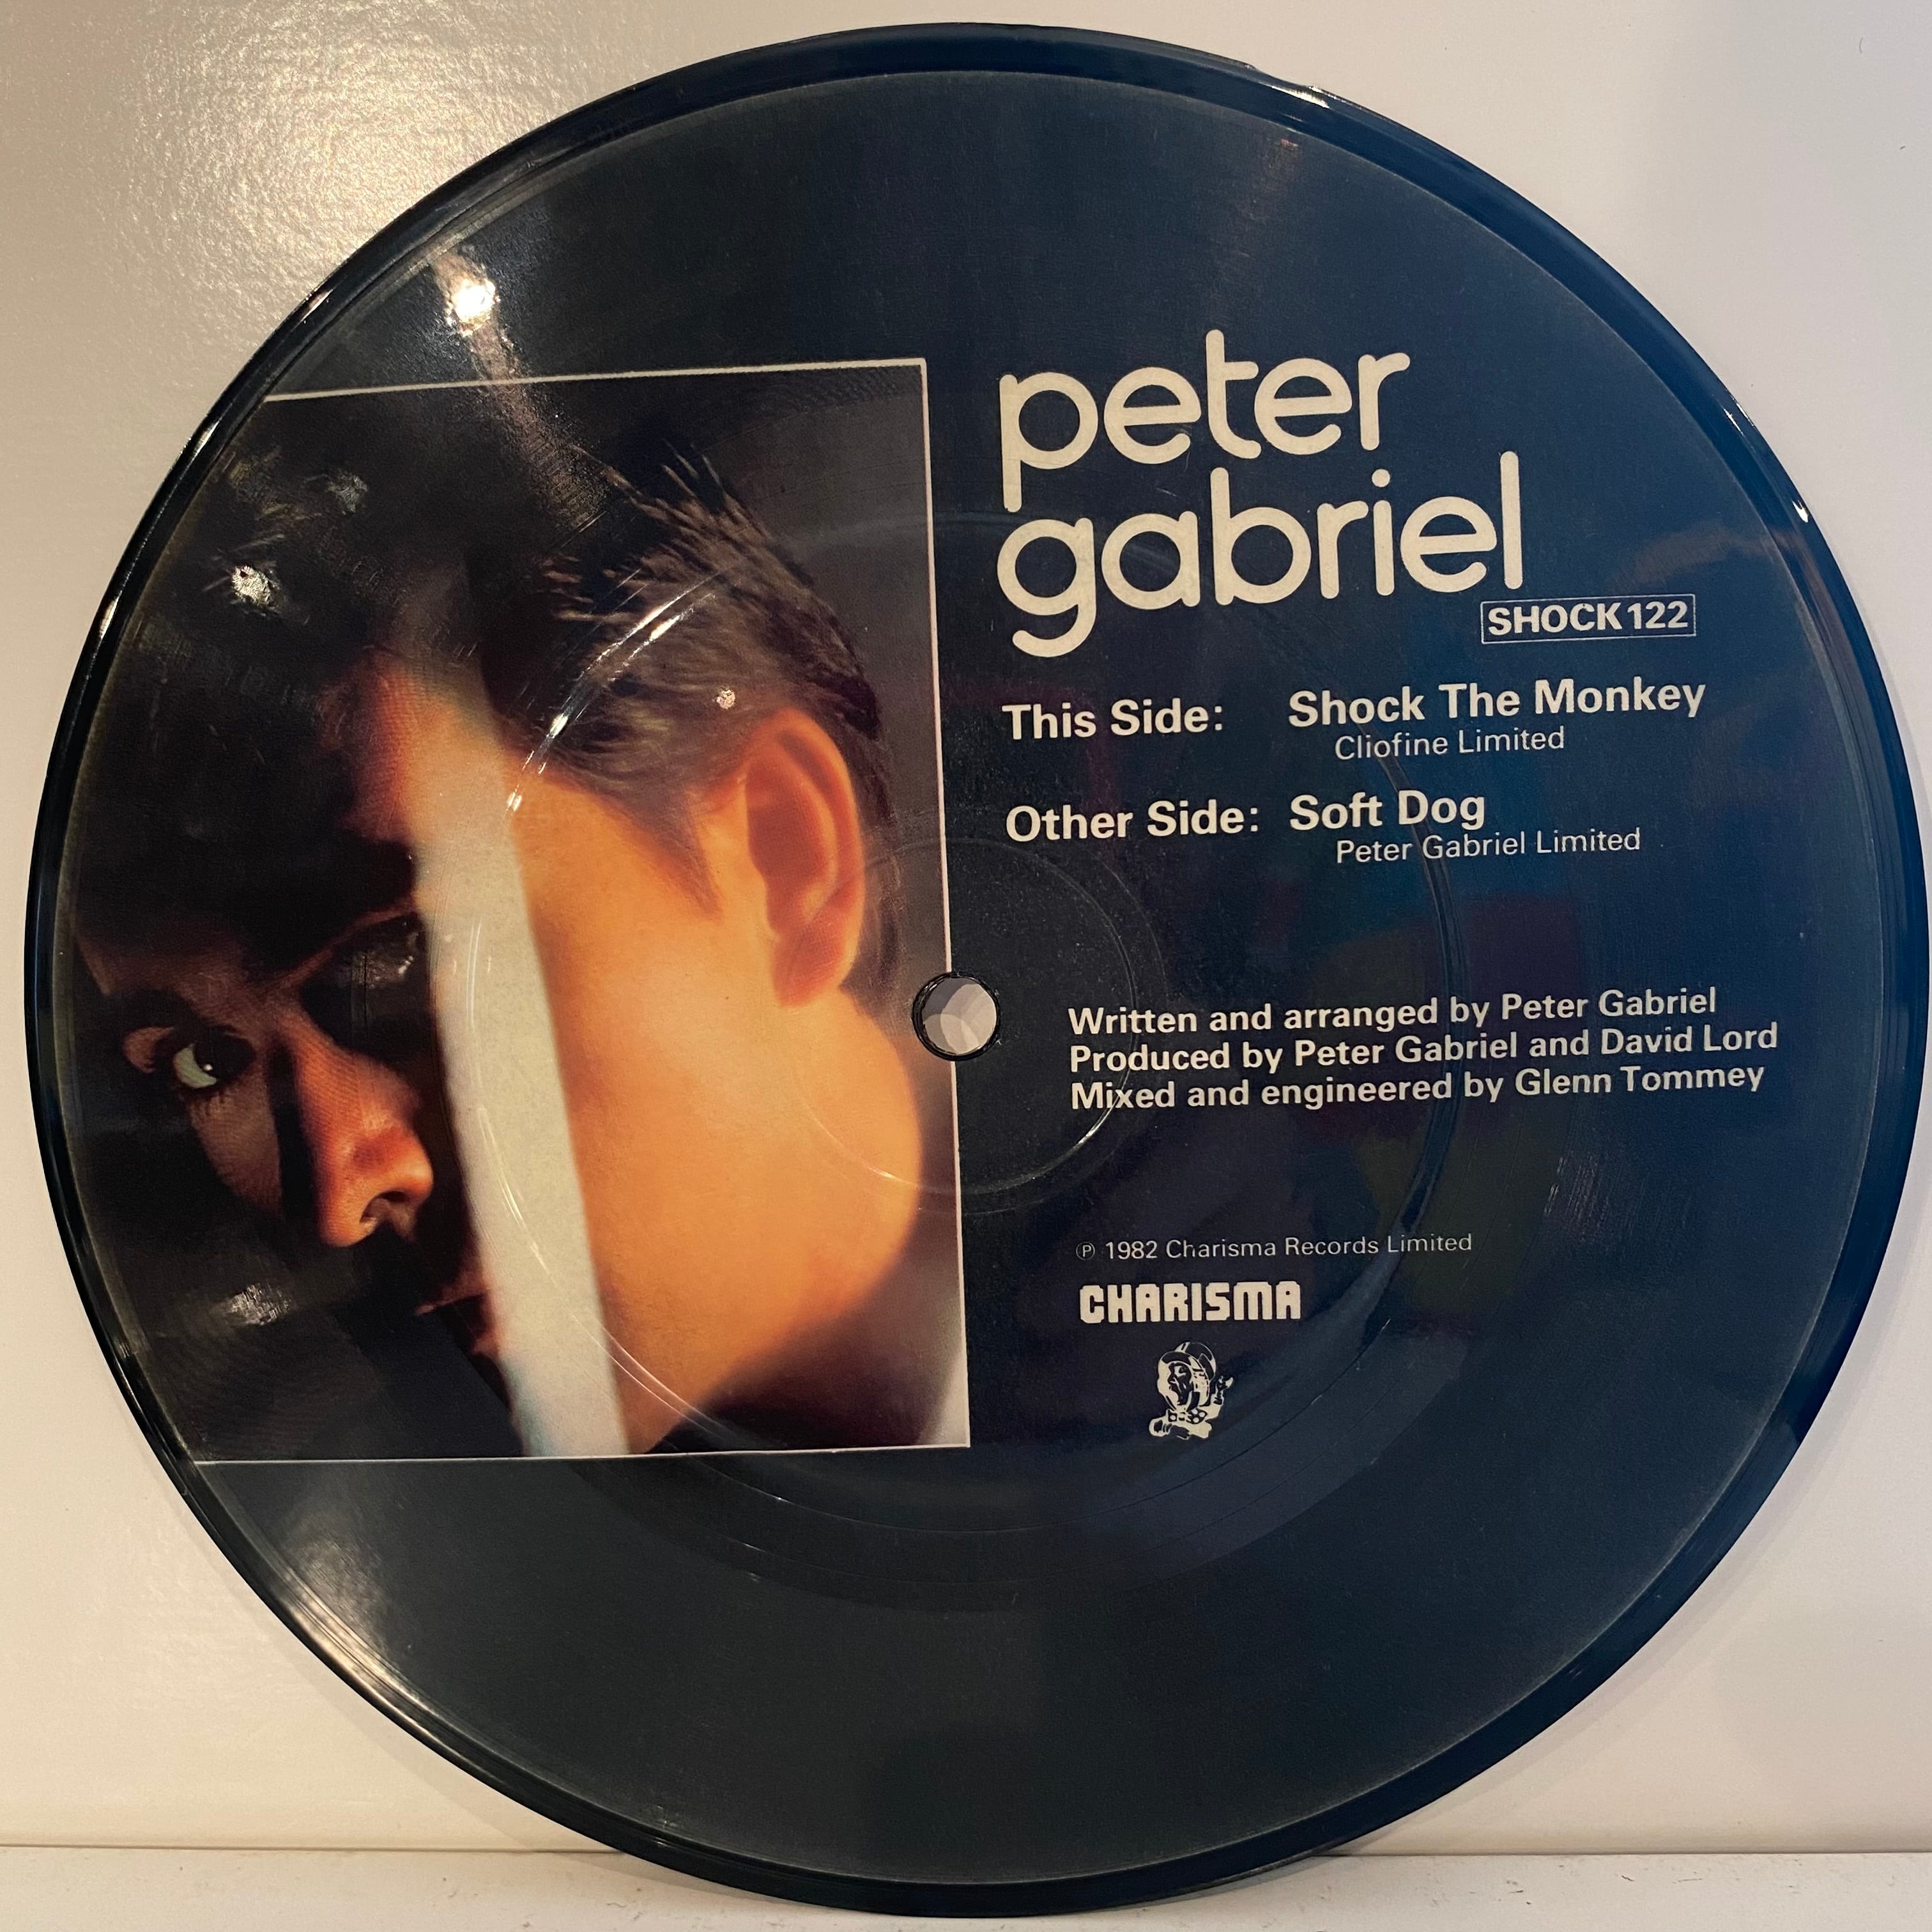 peter
gabriel
SHOCK 122
This Side: Shock The Monkey
Cliofine Limited
Other Side: Soft Dog
Peter Gabriel Limited
Written and arranged by Peter Gabriel
Produced by Peter Gabriel and David Lord
Mixed and engineered by Glenn Tommey
℗ 1982 Charisma Records Limited
CHARISMA